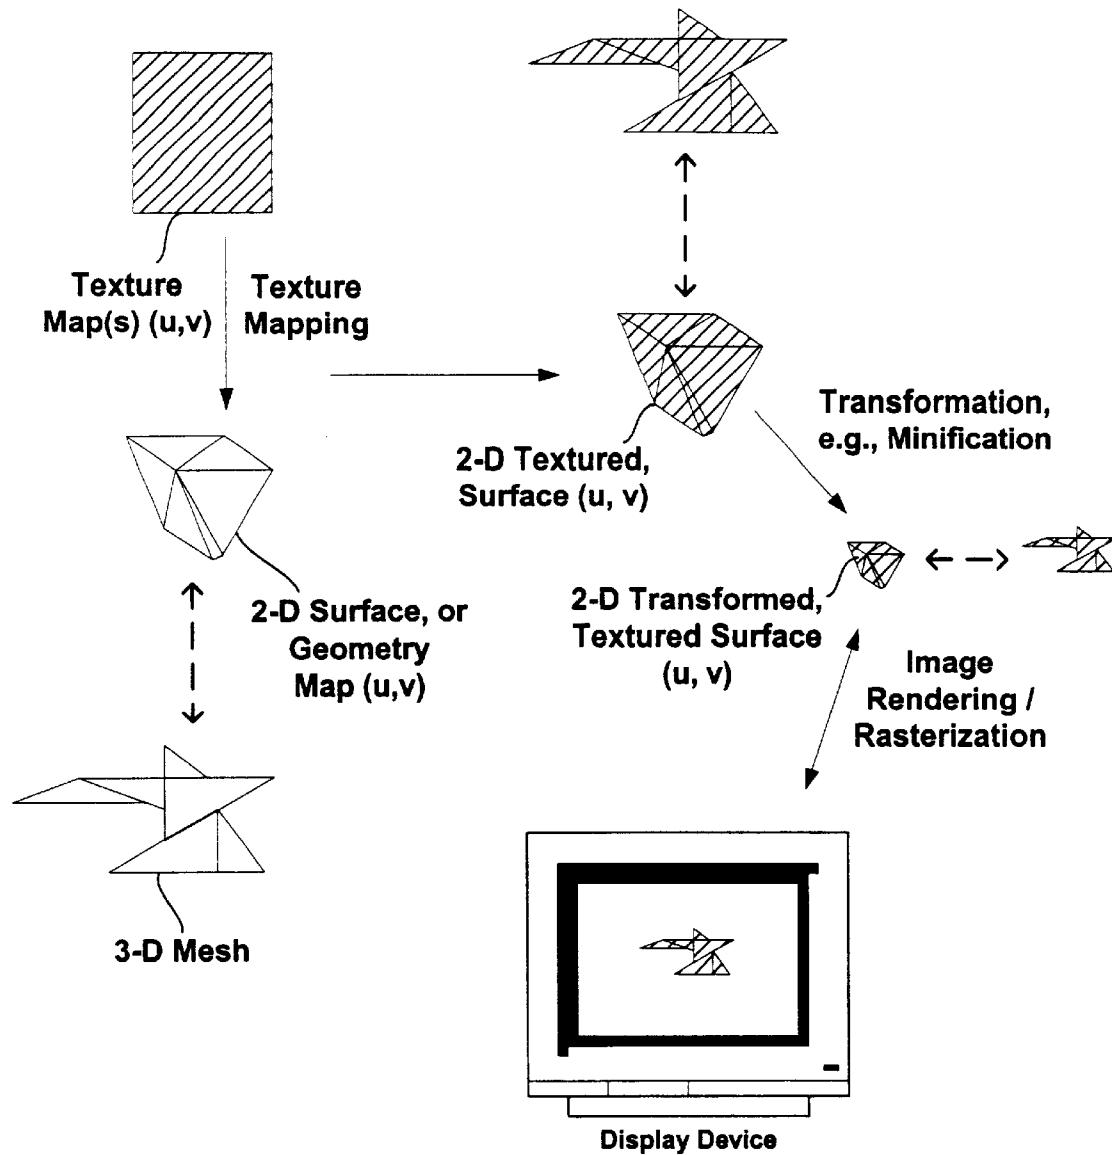 Texture
Map(s) (u,v)
Texture
Mapping
2-D Textured,
Surface (u, v)
Transformation,
e.g., Minification
2-D Surface, or
Geometry
Map (u,v)
2-D Transformed,
Textured Surface
(u, v)
Image
Rendering /
Rasterization
3-D Mesh
Display Device